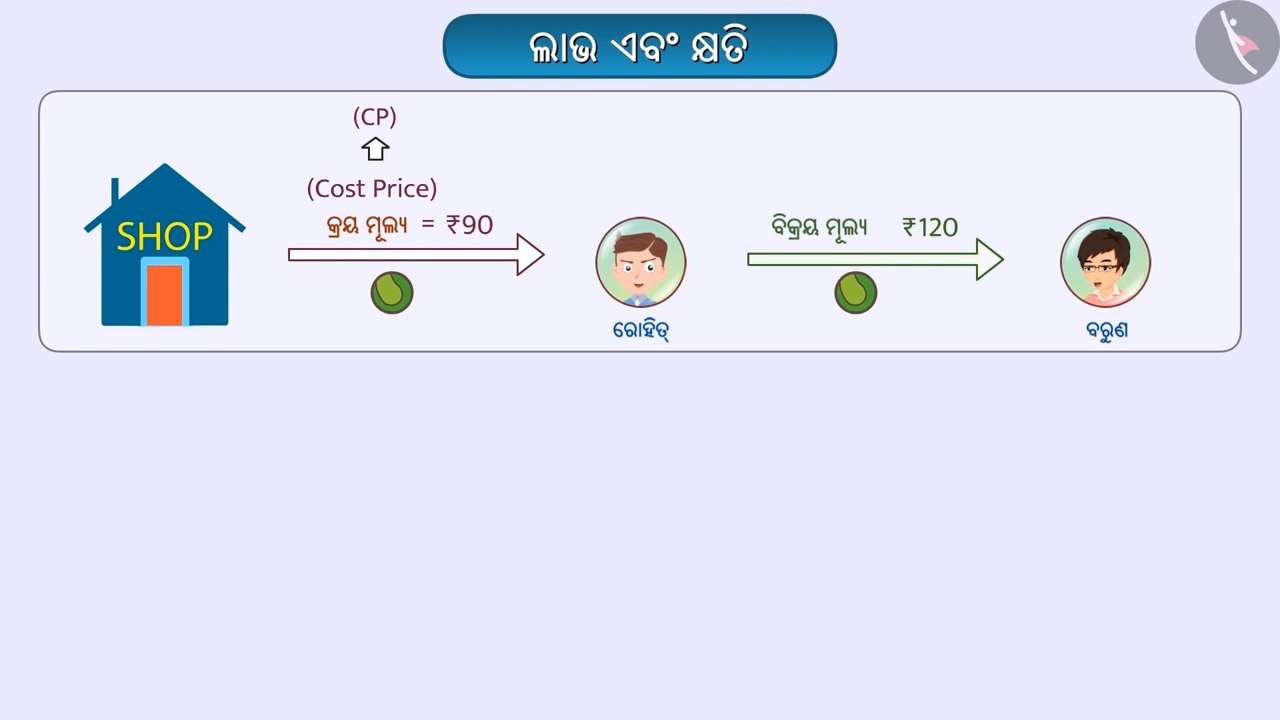 ଲାଭ ଏବଂ କ୍ଷତି
(CP)
(Cost Price)
କ୍ରୟ ମୂଲ୍ୟ = ₹90
ବିକ୍ରୟ ମୂଲ୍ୟ ₹120
SHOP
ରୋହିତ୍
ବରୁଣ